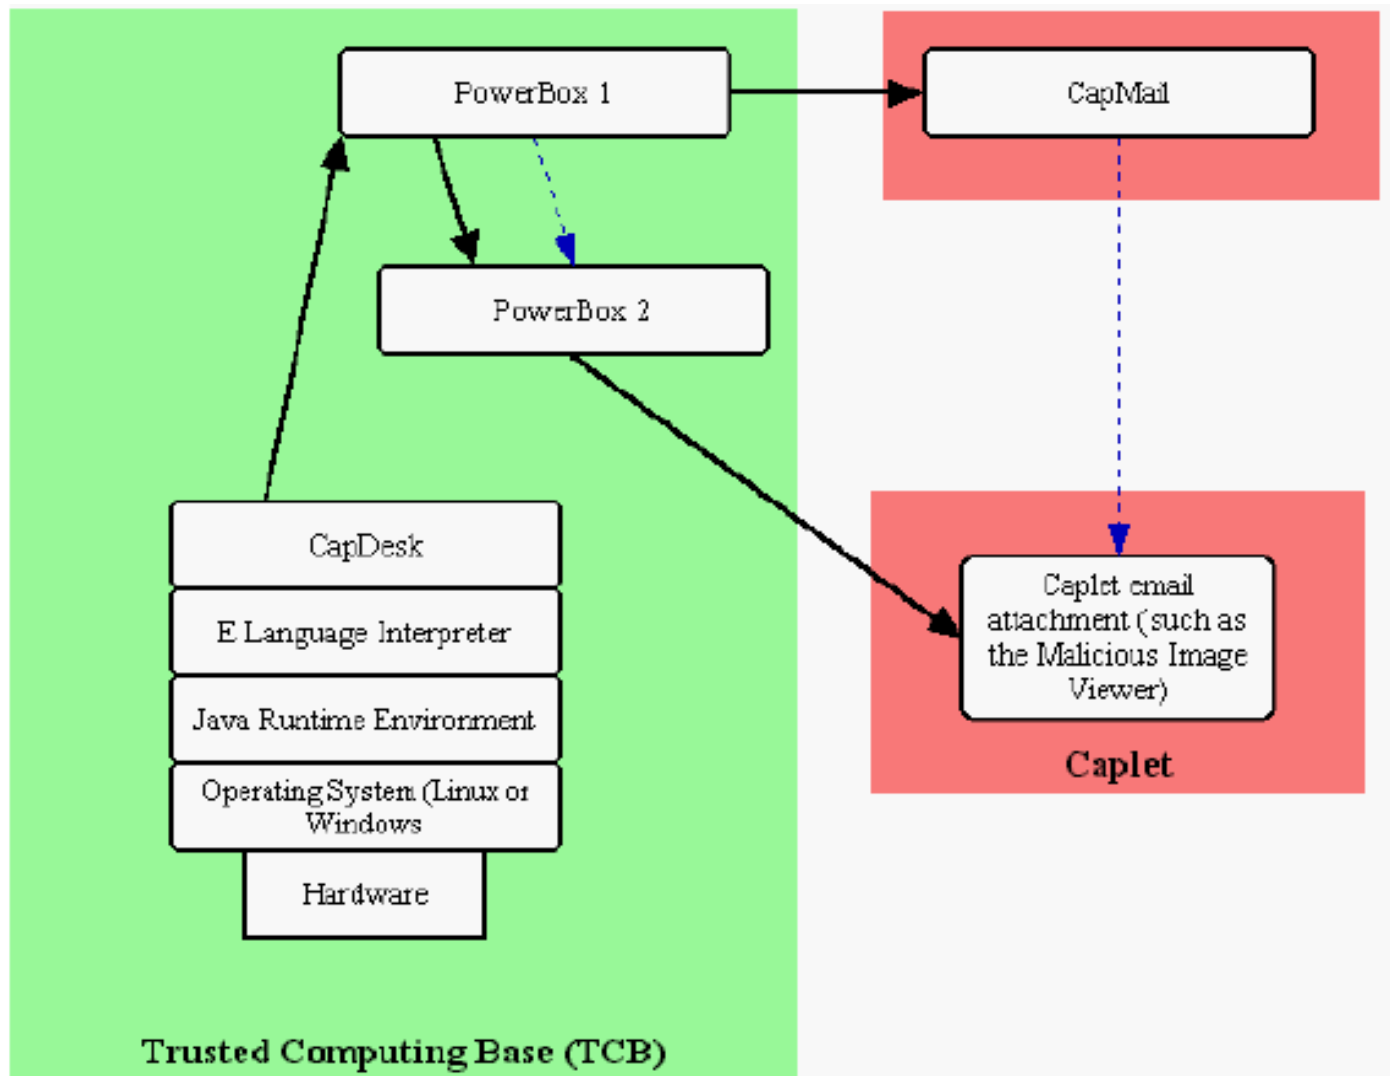 PowerBox 1
CapMail
PowerBox 2
CapDesk
E Language Interpreter
Java Runtime Environment
Operating System (Linux or
Windows
Hardware
Caplet email
attachment (such as
the Malicious Image
Viewer)
Caplet
Trusted Computing Base (TCB)